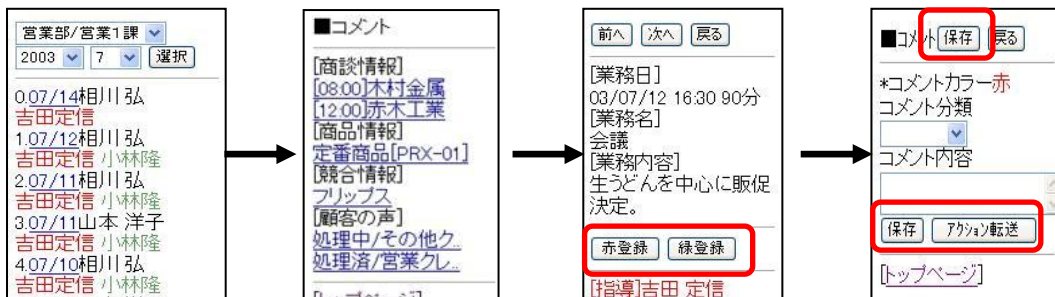 営業部/営業1課
2003 7 選択
0.07/14相川 弘
吉田定信
1.07/12相川 弘
吉田定信 小林隆
2.07/11相川 弘
吉田定信 小林隆
3.07/11山本 洋子
吉田定信 小林隆
4.07/10相川 弘
吉田定信 小林隆
■コメント
[商談情報]
[08:00]木村金属
[12:00]赤木工業
[商品情報]
定番商品[PRX-01]
[競合情報]
フリップス
[顧客の声]
処理中/その他ク..
処理済/営業クレ..
[トップページ]
前へ 次へ 戻る
[業務日]
03/07/12 16:30 90分
[業務名]
会議
[業務内容]
生うどんを中心に販促
決定。
赤登録 緑登録
[指導]吉田 定信
■コメント 保存 戻る
*コメントカラー赤
コメント分類
コメント内容
保存 アクション転送
[トップページ]